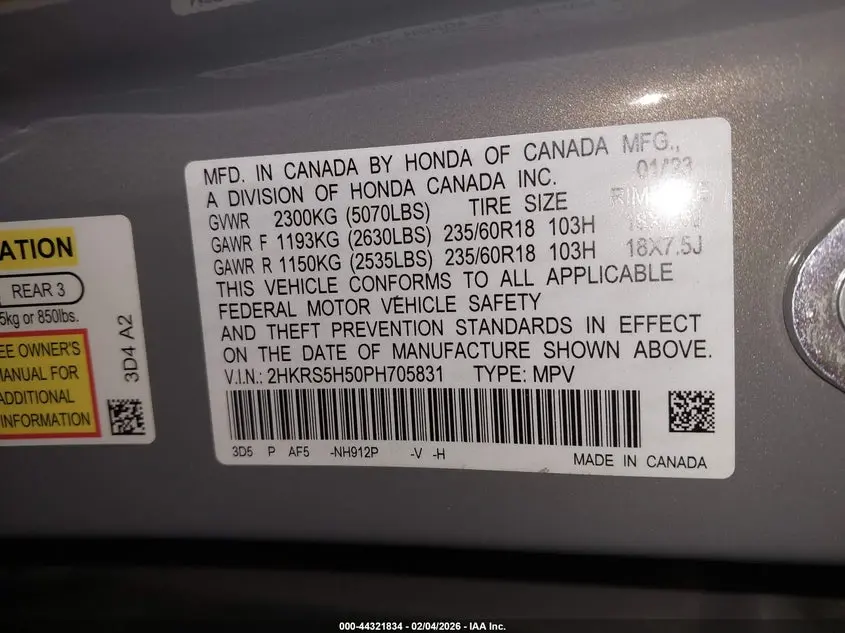 MFD. IN CANADA BY HONDA OF CANADA MFG.,
A DIVISION OF HONDA CANADA INC. 01/23
GVWR 2300KG (5070LBS) TIRE SIZE RIM
GAWR F 1193KG (2630LBS) 235/60R18 103H
GAWR R 1150KG (2535LBS) 235/60R18 103H 18X7.5J
THIS VEHICLE CONFORMS TO ALL APPLICABLE
FEDERAL MOTOR VEHICLE SAFETY
AND THEFT PREVENTION STANDARDS IN EFFECT
ON THE DATE OF MANUFACTURE SHOWN ABOVE.
V.I.N.: 2HKRS5H50PH705831 TYPE: MPV
3D5 P AF5 -NH912P -V -H
MADE IN CANADA
ATION
REAR 3
5kg or 850lbs.
EE OWNER'S
MANUAL FOR
ADDITIONAL
INFORMATION
3D4 A2
000-44321834 - 02/04/2026 - IAA Inc.